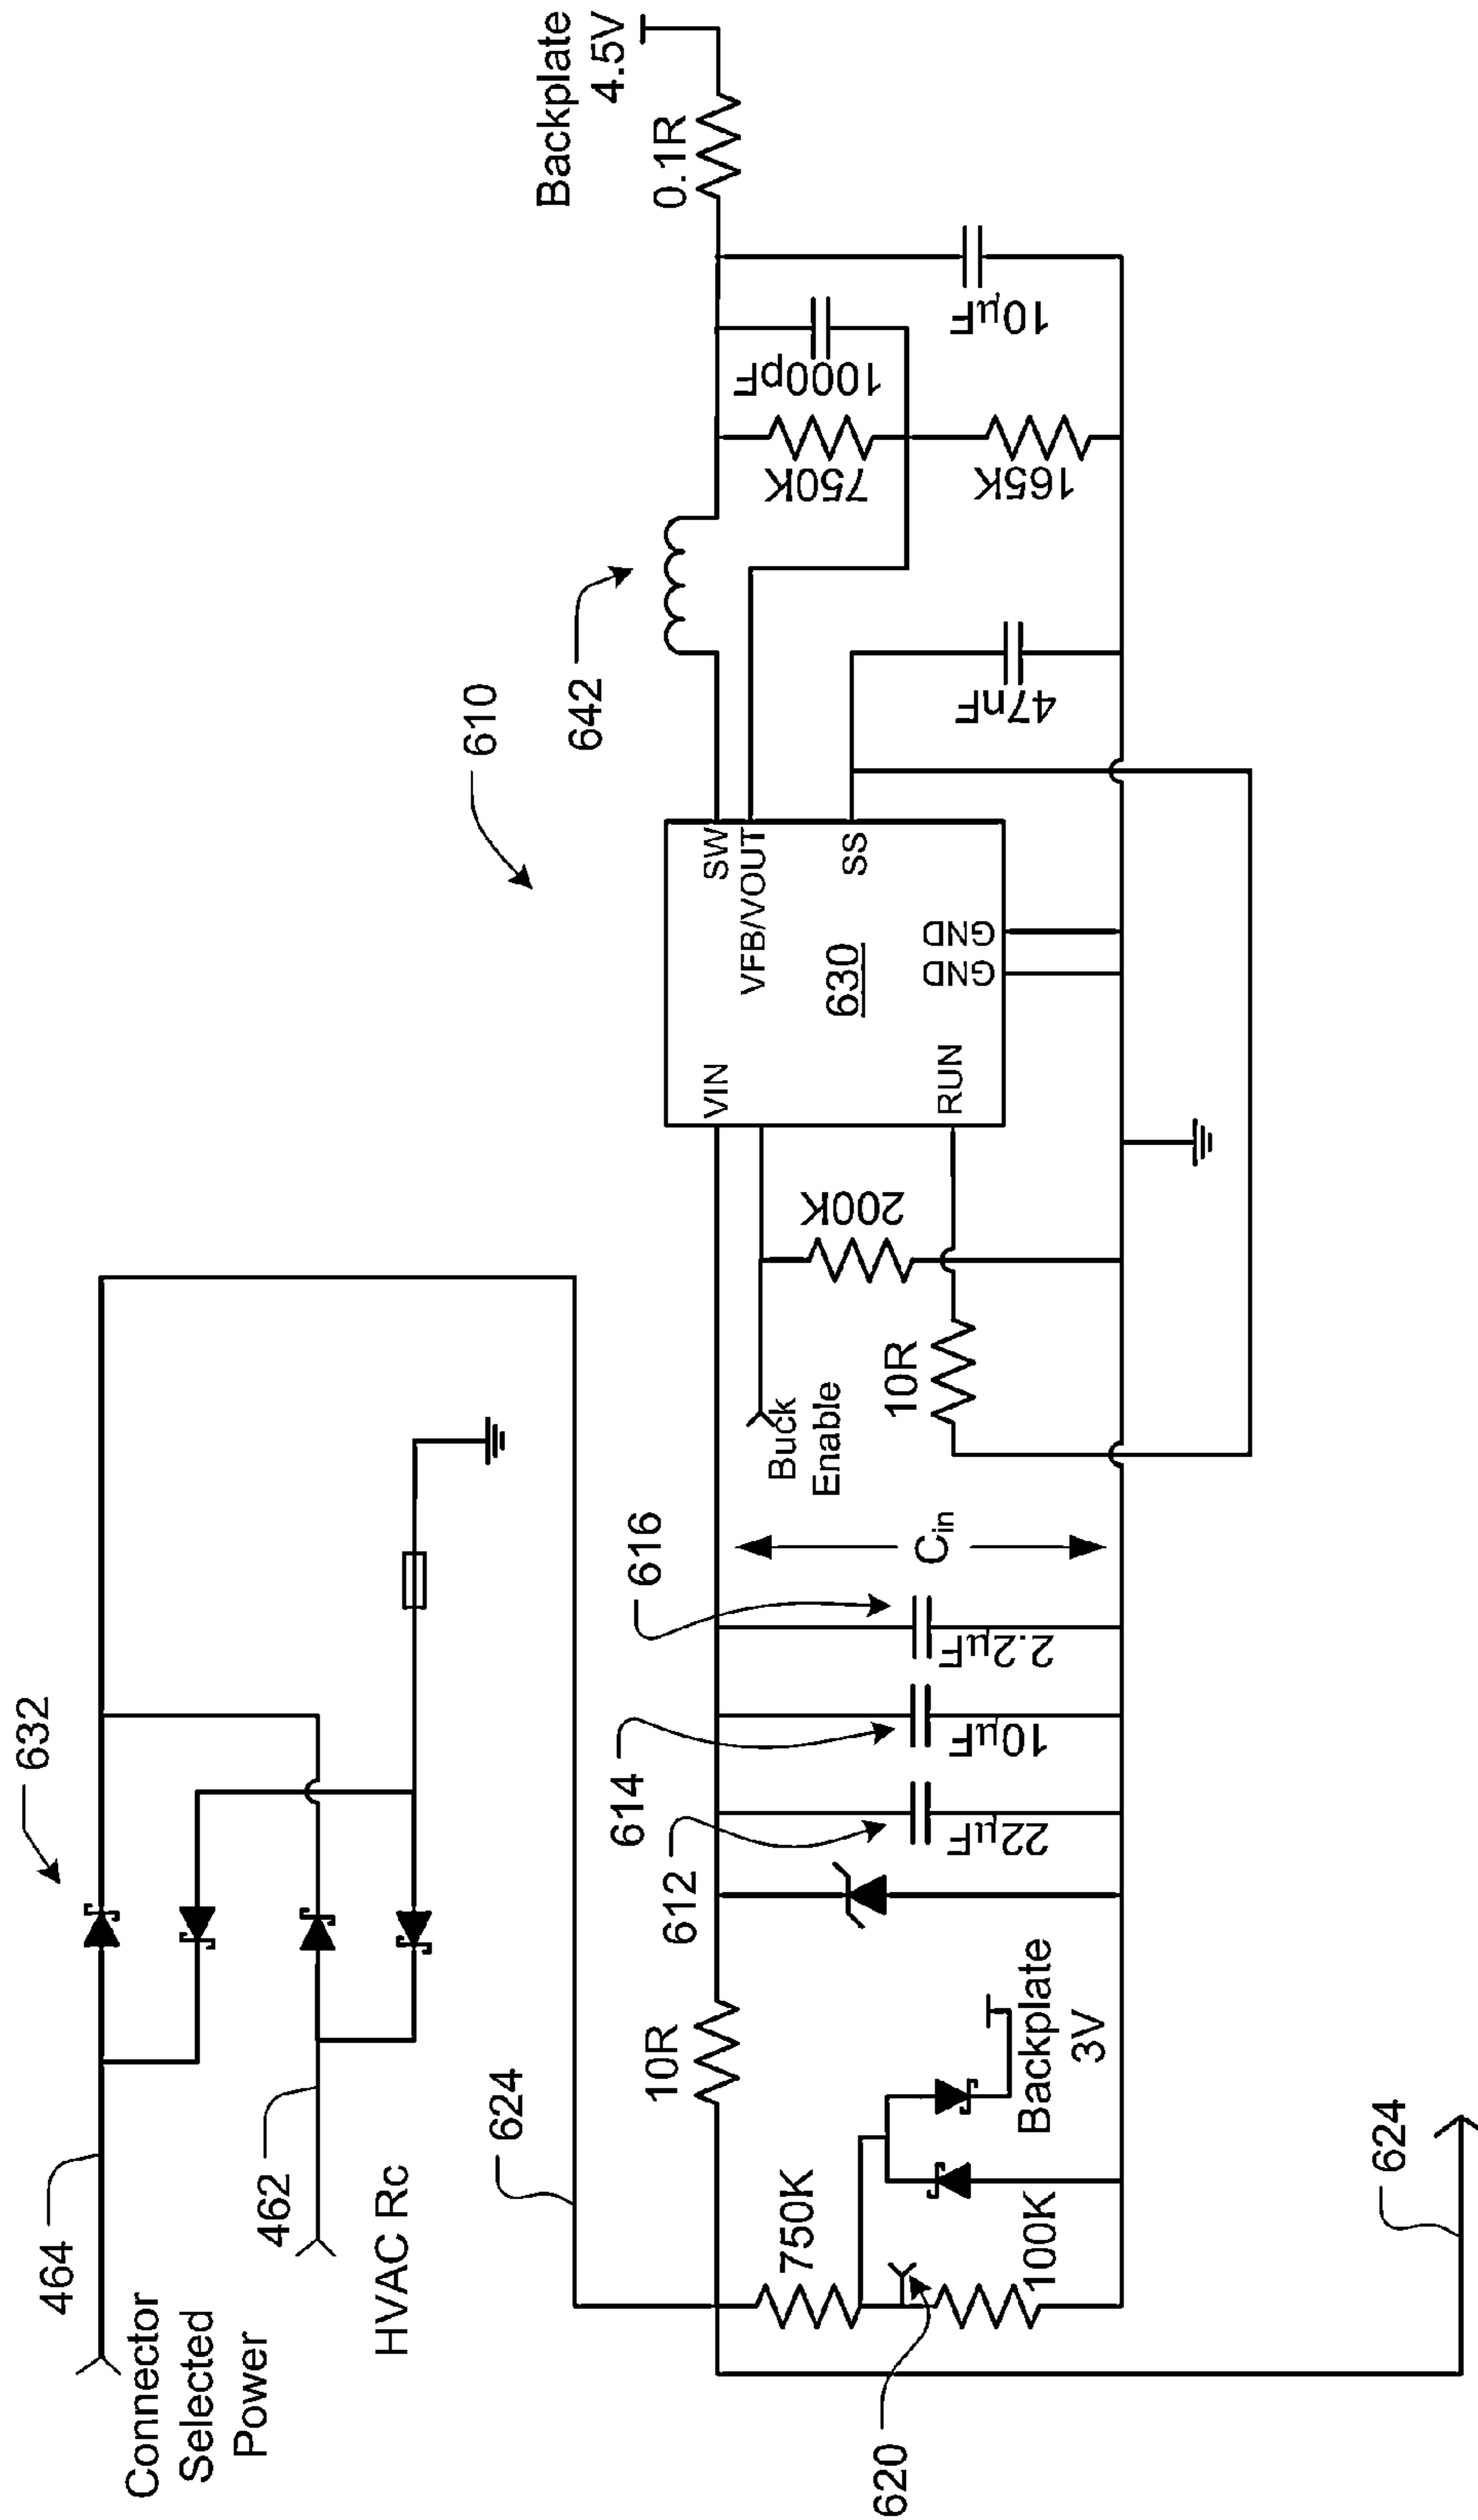 464
Connector
Selected
Power
462
HVAC Rc
632
624
610
642
Backplate
4.5V
0.1R
10R
612
614
616
22µF
10µF
2.2µF
Cin
Buck
Enable
200K
10R
VIN
RUN
630
SW
VFB/VOUT
SS
GND
GND
47nF
750K
165K
1000pF
10µF
750K
100K
620
Backplate
3V
624